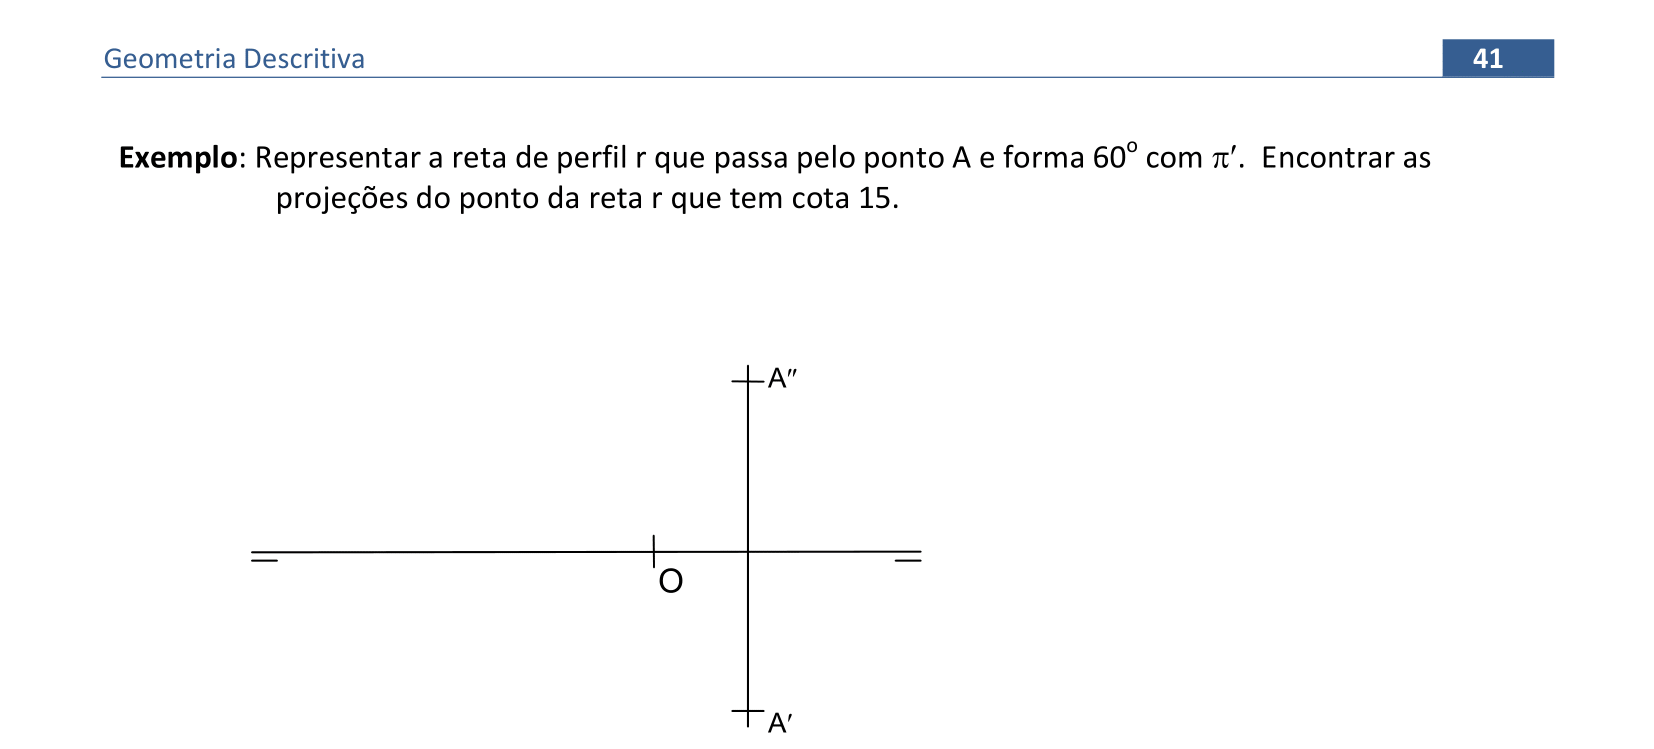 Geometria Descritiva 41
Exemplo: Representar a reta de perfil r que passa pelo ponto A e forma 60º com π′. Encontrar as
projeções do ponto da reta r que tem cota 15.
A″
O
A′